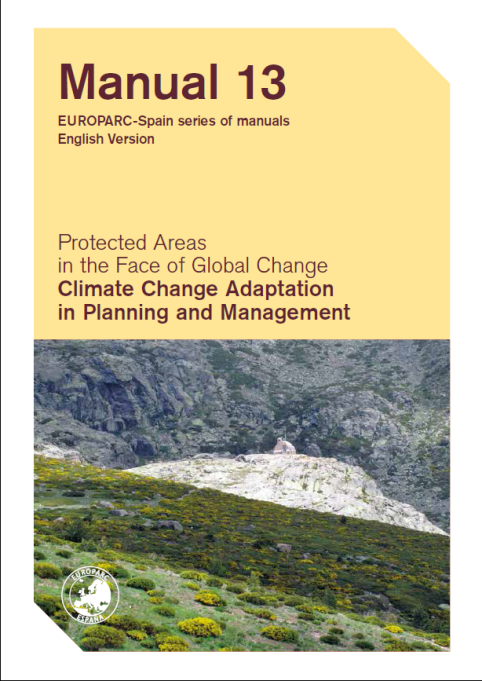 Manual 13
EUROPARC-Spain series of manuals
English Version
Protected Areas
in the Face of Global Change
Climate Change Adaptation
in Planning and Management
EUROPARC
ESPAÑA